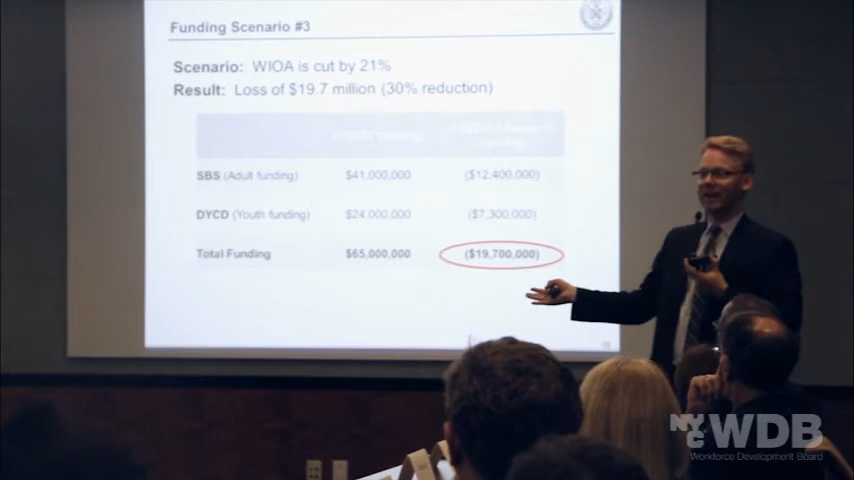 Funding Scenario #3
Scenario: WIOA is cut by 21%
Result: Loss of $19.7 million (30% reduction)
SBS (Adult funding) $41,000,000 ($12,400,000)
DYCD (Youth funding) $24,000,000 ($7,300,000)
Total Funding $65,000,000 ($19,700,000)
NYC WDB
Workforce Development Board